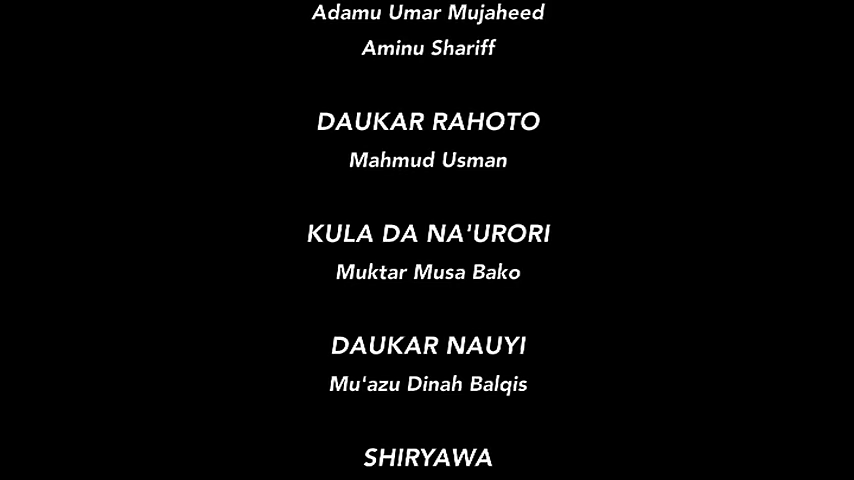 Adamu Umar Mujaheed
Aminu Shariff
DAUKAR RAHOTO
Mahmud Usman
KULA DA NA'URORI
Muktar Musa Bako
DAUKAR NAUYI
Mu'azu Dinah Balqis
SHIRYAWA